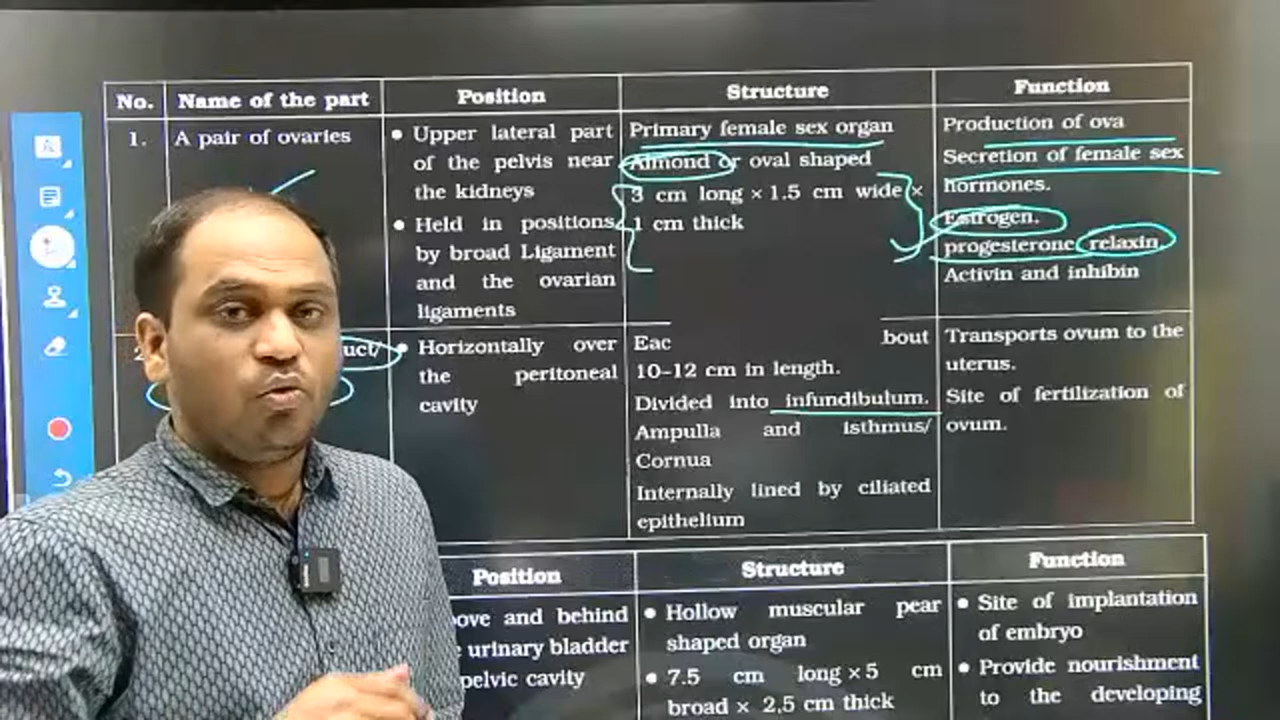 No. Name of the part Position Structure Function
1. A pair of ovaries
Upper lateral part
of the pelvis near
the kidneys
Held in positions
by broad Ligament
and the ovarian
ligaments
Primary female sex organ
Almond or oval shaped
3 cm long × 1.5 cm wide ×
1 cm thick
Production of ova
Secretion of female sex
hormones.
Estrogen.
progesterone relaxin,
Activin and inhibin
uct/
Horizontally over
the peritoneal
cavity
Eac bout
10-12 cm in length.
Divided into infundibulum.
Ampulla and isthmus/
Cornua
Internally lined by ciliated
epithelium
Transports ovum to the
uterus.
Site of fertilization of
ovum.
Position Structure Function
ove and behind
urinary bladder
pelvic cavity
Hollow muscular pear
shaped organ
7.5 cm long × 5 cm
broad × 2.5 cm thick
Site of implantation
of embryo
Provide nourishment
to the developing